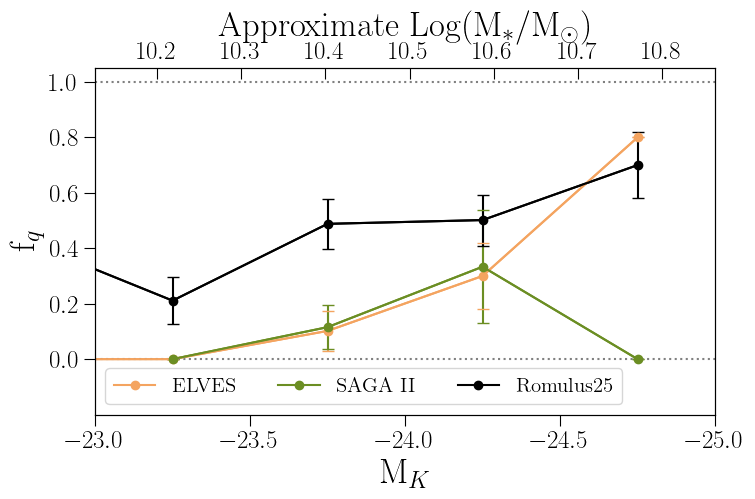 Approximate Log(M*/M☉)
10.2 10.3 10.4 10.5 10.6 10.7 10.8
1.0
0.8
0.6
0.4
0.2
0.0
f_q
ELVES SAGA II Romulus25
−23.0 −23.5 −24.0 −24.5 −25.0
M_K